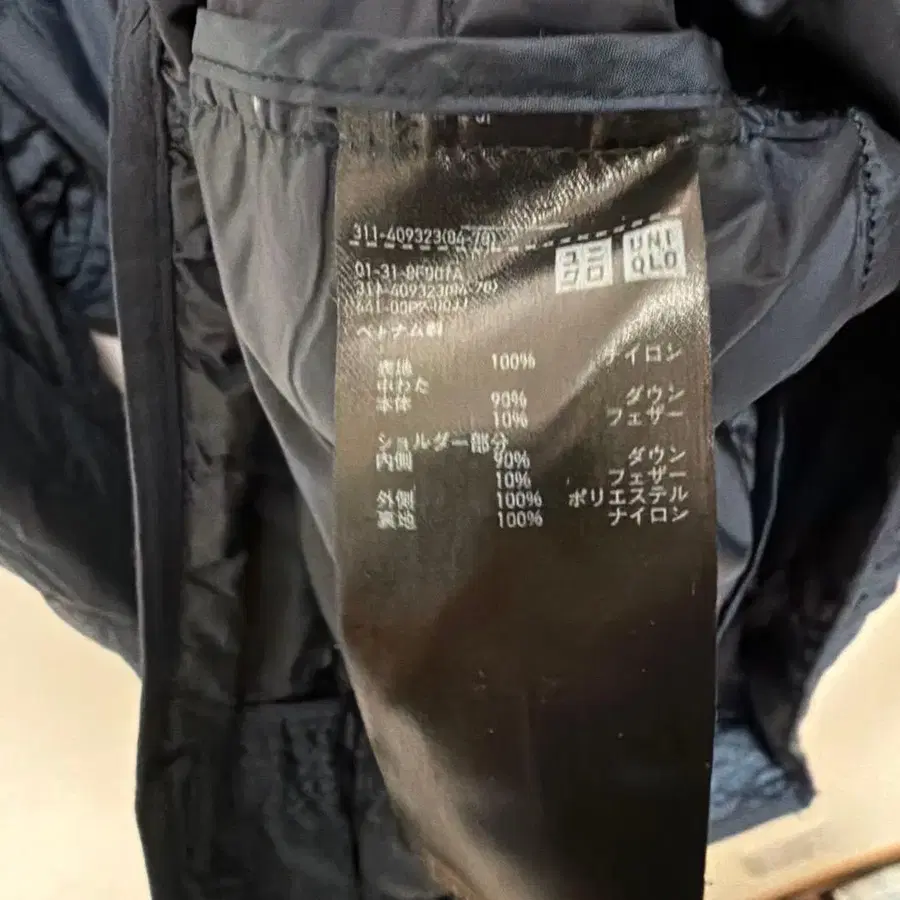 311-409323(04-70)
ユニ
クロ
UNI
QLO
ベトナム製
表地 100% ナイロン
中わた
本体 90% ダウン
10% フェザー
ショルダー部分
内側 90% ダウン
10% フェザー
外側 100% ポリエステル
裏地 100% ナイロン